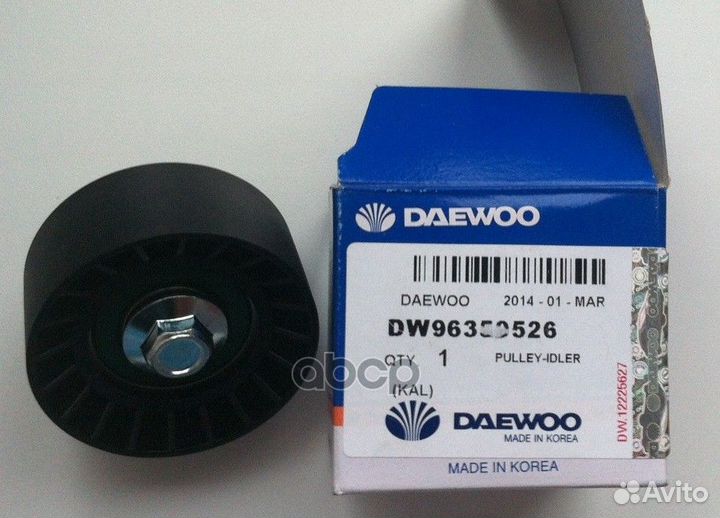 DAEWOO
DAEWOO 2014 - 01 - MAR
QTY 1 PULLEY-IDLER
(KAL)
DAEWOO
MADE IN KOREA
MADE IN KOREA
DW.12225627
abcp
Avito